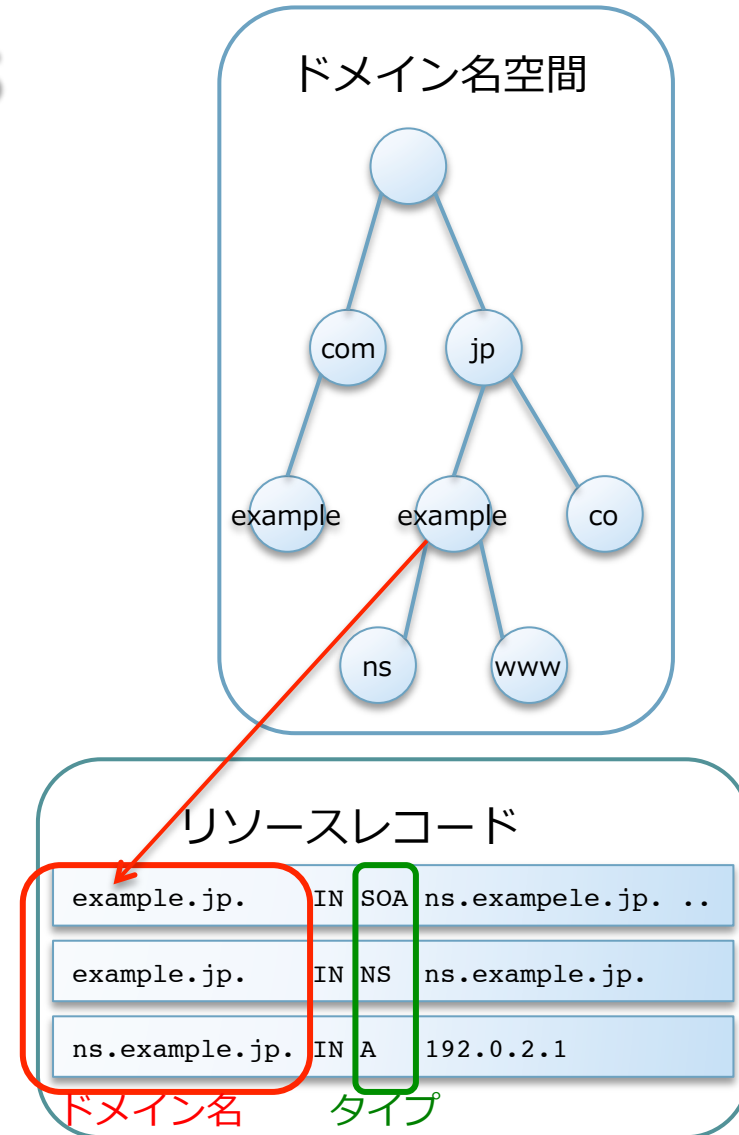 ドメイン名空間
com
jp
example
example
co
ns
www
リソースレコード
example.jp. IN SOA ns.exampele.jp. ..
example.jp. IN NS ns.example.jp.
ns.example.jp. IN A 192.0.2.1
ドメイン名 タイプ